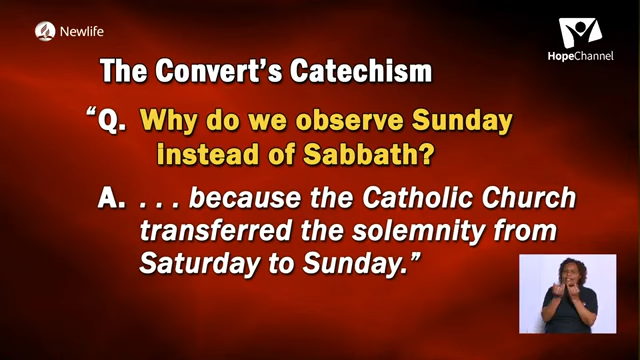 Newlife
HopeChannel
The Convert's Catechism
“Q. Why do we observe Sunday
instead of Sabbath?
A. . . . because the Catholic Church
transferred the solemnity from
Saturday to Sunday.”